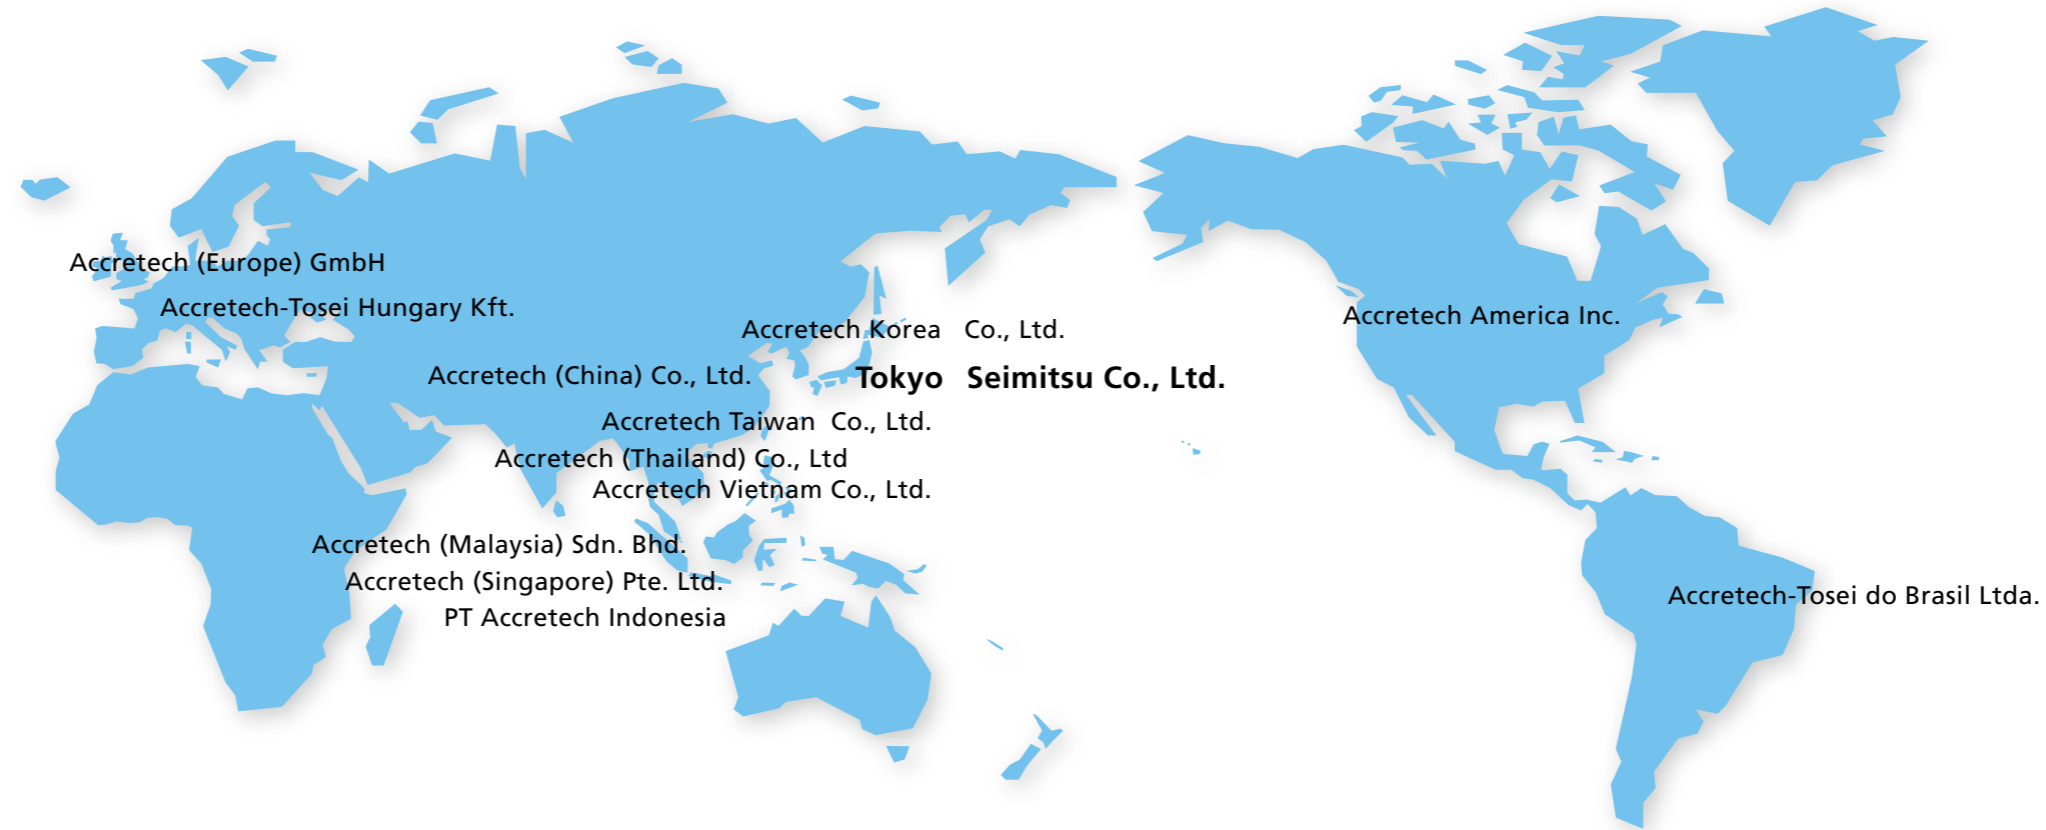 Accretech (Europe) GmbH
Accretech-Tosei Hungary Kft.
Accretech America Inc.
Accretech Korea Co., Ltd.
Accretech (China) Co., Ltd.
Tokyo Seimitsu Co., Ltd.
Accretech Taiwan Co., Ltd.
Accretech (Thailand) Co., Ltd
Accretech Vietnam Co., Ltd.
Accretech (Malaysia) Sdn. Bhd.
Accretech (Singapore) Pte. Ltd.
Accretech-Tosei do Brasil Ltda.
PT Accretech Indonesia